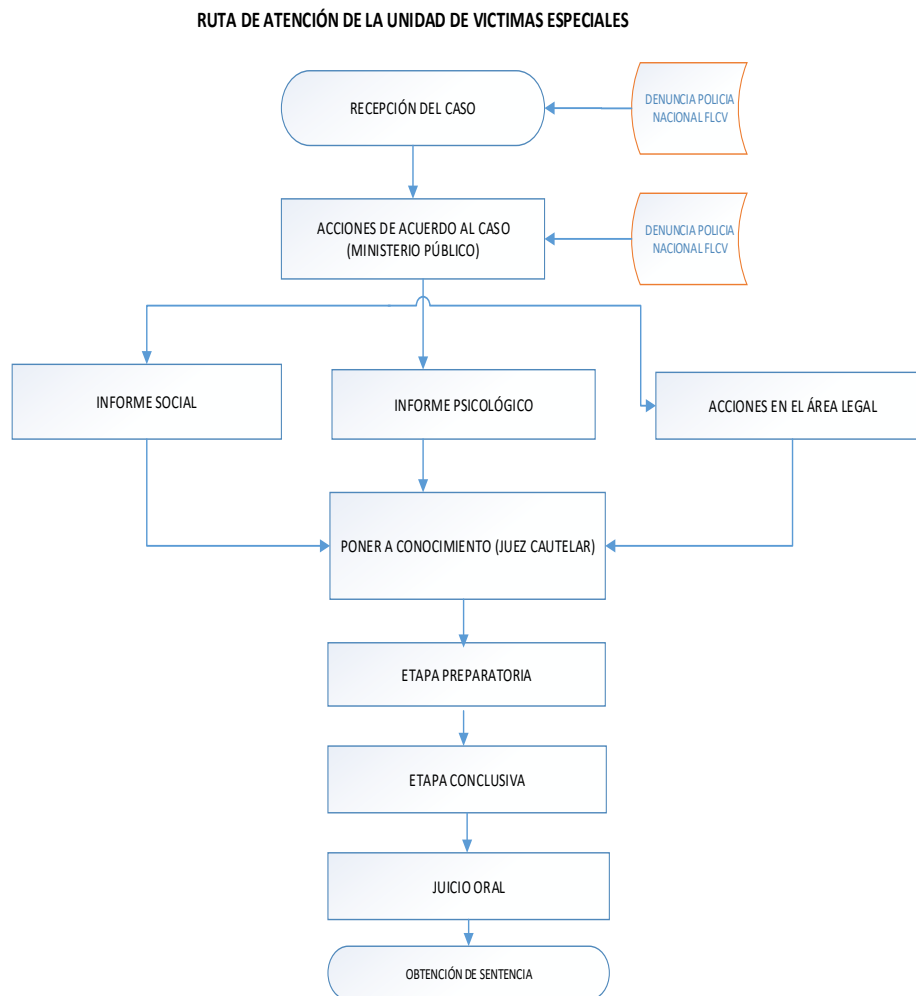 RUTA DE ATENCIÓN DE LA UNIDAD DE VICTIMAS ESPECIALES
RECEPCIÓN DEL CASO
DENUNCIA POLICIA
NACIONAL FLCV
ACCIONES DE ACUERDO AL CASO
(MINISTERIO PÚBLICO)
DENUNCIA POLICIA
NACIONAL FLCV
INFORME SOCIAL
INFORME PSICOLÓGICO
ACCIONES EN EL ÁREA LEGAL
PONER A CONOCIMIENTO (JUEZ CAUTELAR)
ETAPA PREPARATORIA
ETAPA CONCLUSIVA
JUICIO ORAL
OBTENCIÓN DE SENTENCIA